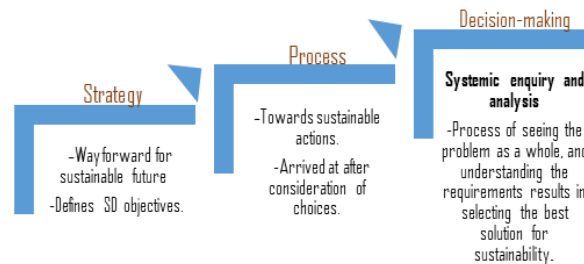 Strategy
-Way forward for
sustainable future
-Defines SD objectives.
Process
-Towards sustainable
actions.
-Arrived at after
consideration of
choices.
Decision-making
Systemic enquiry and
analysis
-Process of seeing the
problem as a whole, and
understanding the
requirements results in
selecting the best
solution for
sustainability.